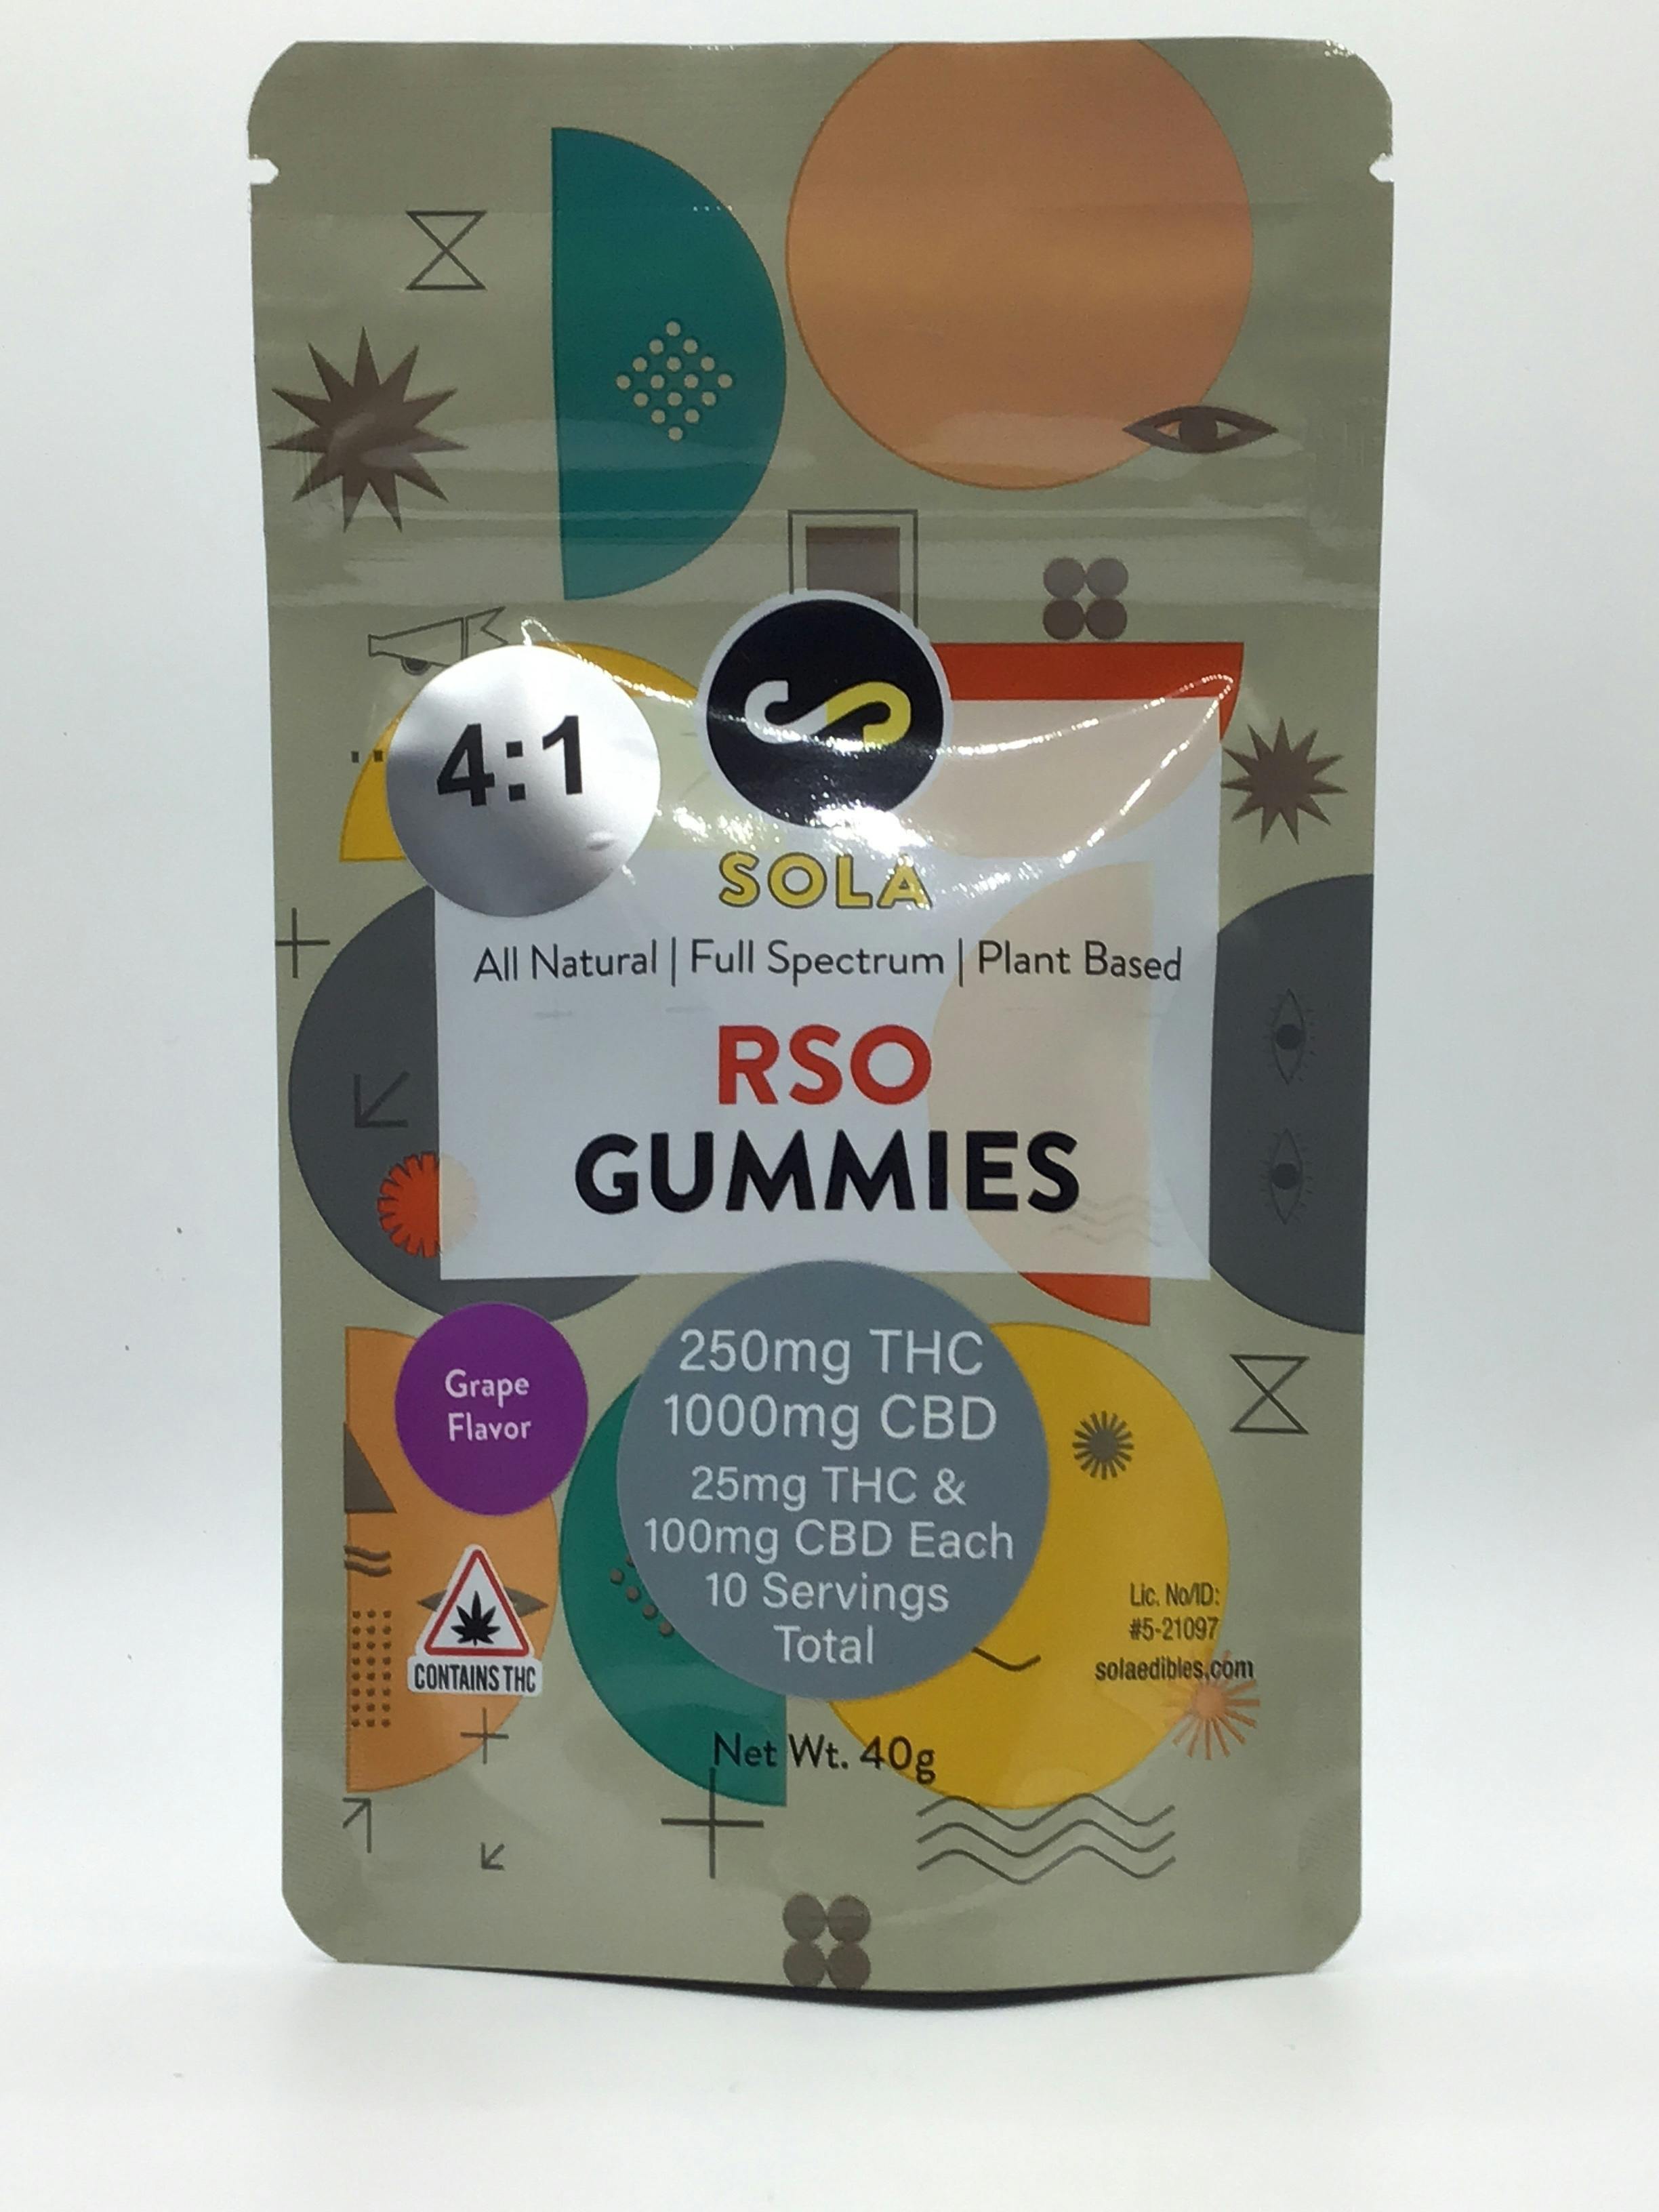 4:1
SOLA
All Natural | Full Spectrum | Plant Based
RSO
GUMMIES
Grape
Flavor
250mg THC
1000mg CBD
25mg THC &
100mg CBD Each
10 Servings
Total
CONTAINS THC
Lic. No/ID:
#5-21097
solaedibles.com
Net Wt. 40g